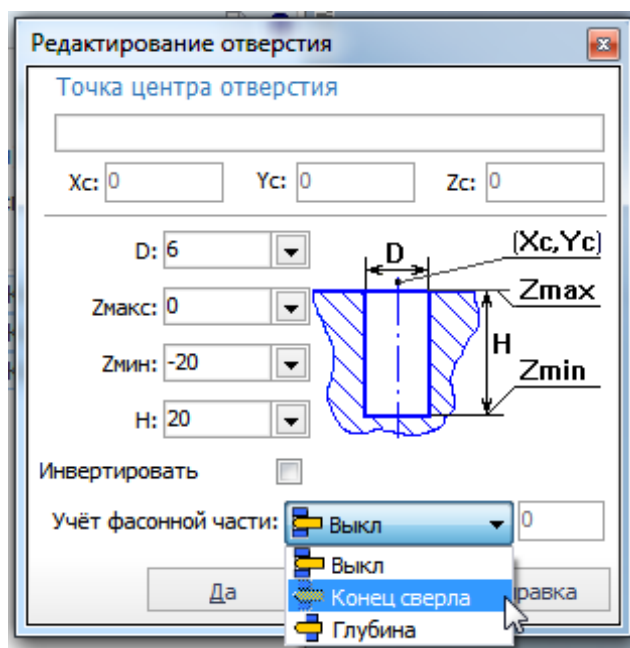 Редактирование отверстия
Точка центра отверстия
Xc: 0 Yc: 0 Zc: 0
D: 6
Zмакс: 0
Zмин: -20
H: 20
D
(Xc,Yc)
Zmax
H
Zmin
Инвертировать
Учёт фасонной части: Выкл 0
Выкл
Да Конец сверла
Глубина